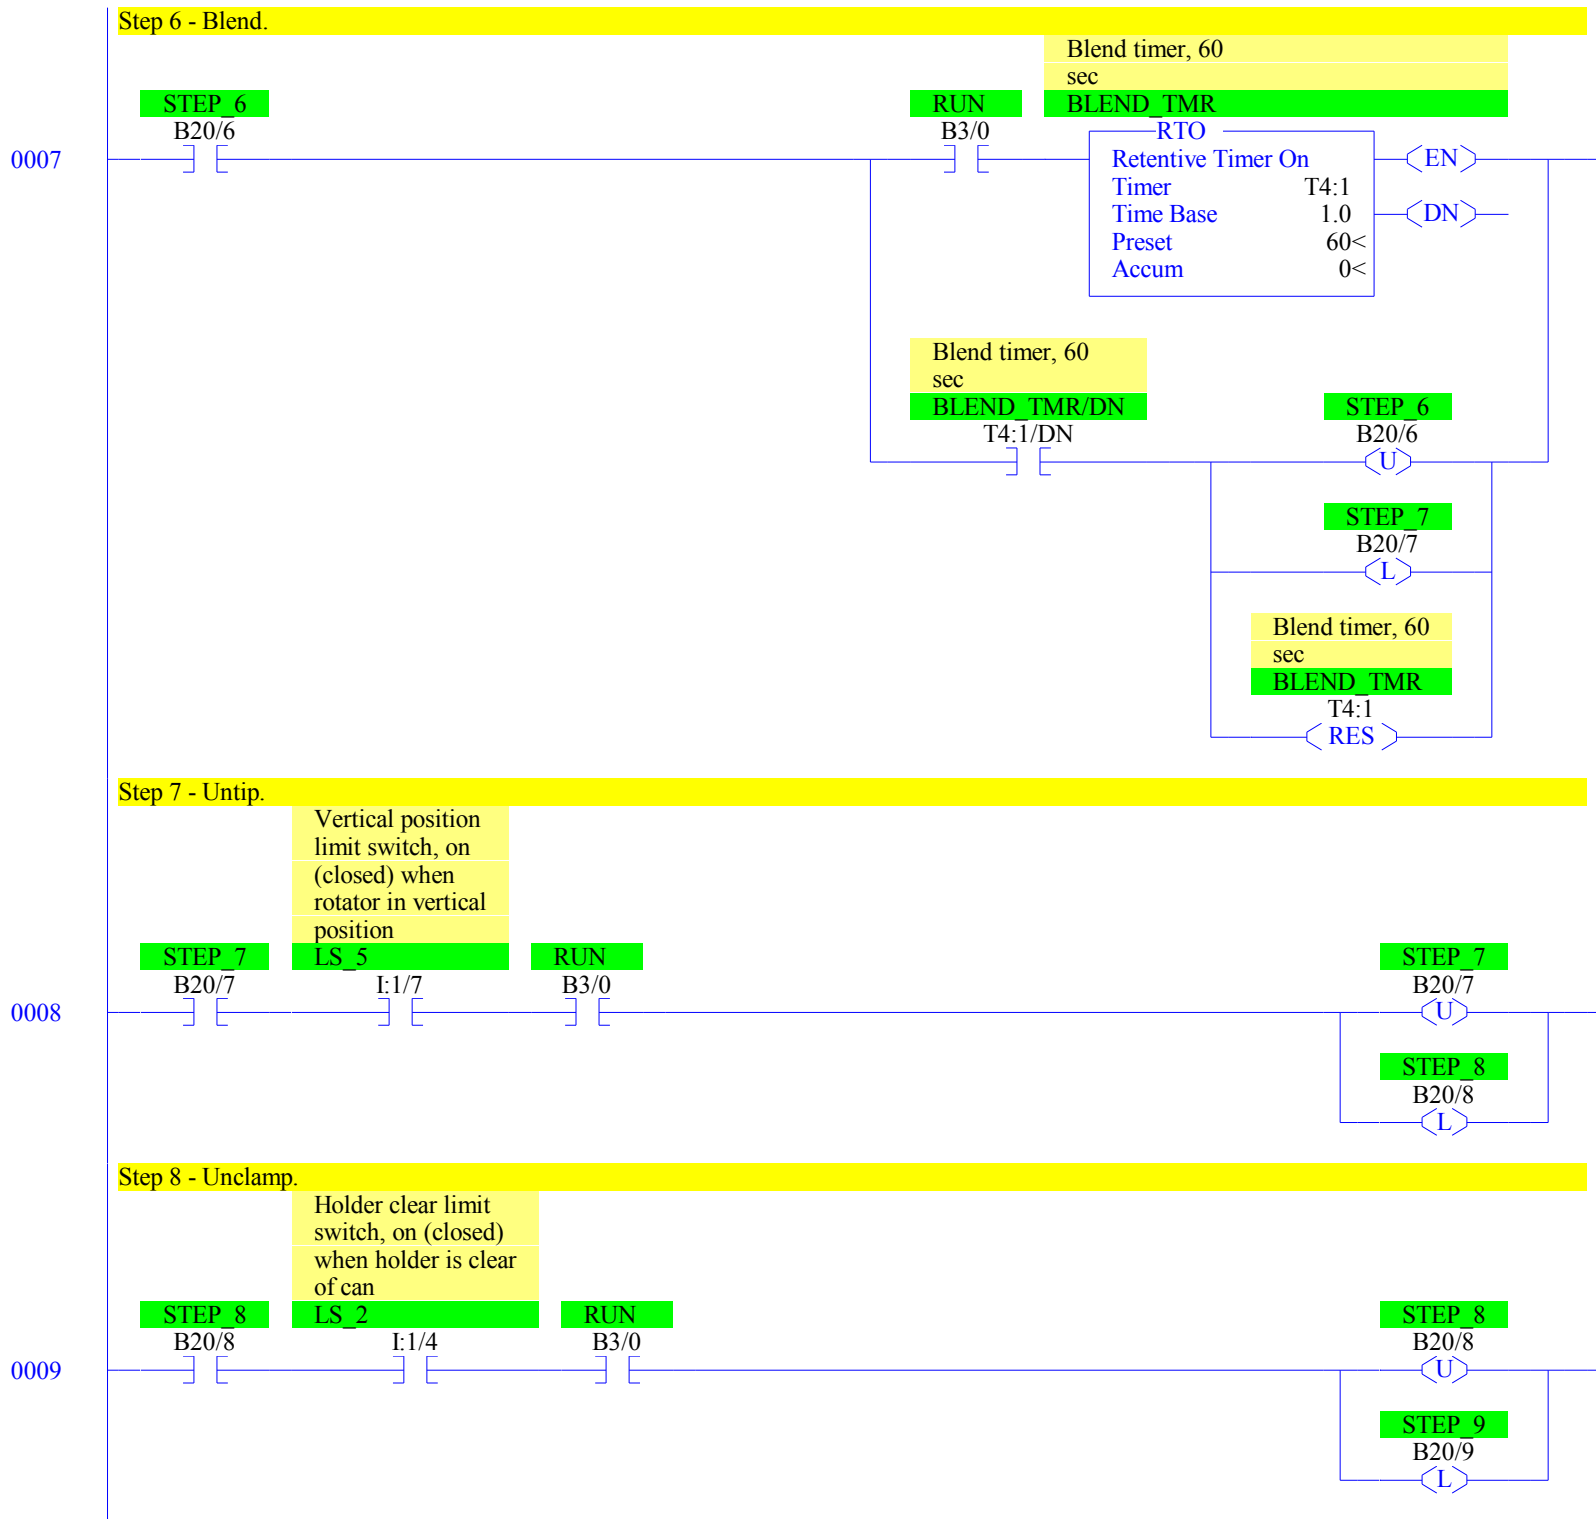 Step 6 - Blend.
Blend timer, 60
sec
STEP_6
RUN
BLEND_TMR
B20/6
B3/0
RTO
0007
Retentive Timer On
EN
Timer T4:1
Time Base 1.0
DN
Preset 60<
Accum 0<
Blend timer, 60
sec
BLEND_TMR/DN
STEP_6
T4:1/DN
B20/6
U
STEP_7
B20/7
L
Blend timer, 60
sec
BLEND_TMR
T4:1
RES
Step 7 - Untip.
Vertical position
limit switch, on
(closed) when
rotator in vertical
position
STEP_7
LS_5
RUN
STEP_7
B20/7
I:1/7
B3/0
B20/7
0008
U
STEP_8
B20/8
L
Step 8 - Unclamp.
Holder clear limit
switch, on (closed)
when holder is clear
of can
STEP_8
LS_2
RUN
STEP_8
B20/8
I:1/4
B3/0
B20/8
0009
U
STEP_9
B20/9
L